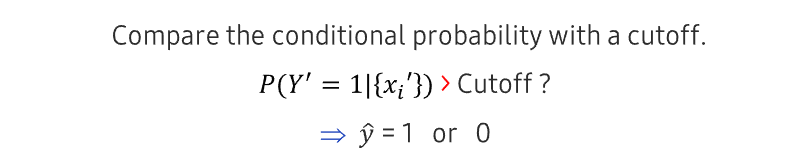 Compare the conditional probability with a cutoff.
P(Y′ = 1|{xᵢ′}) > Cutoff ?
⇒ ŷ = 1 or 0